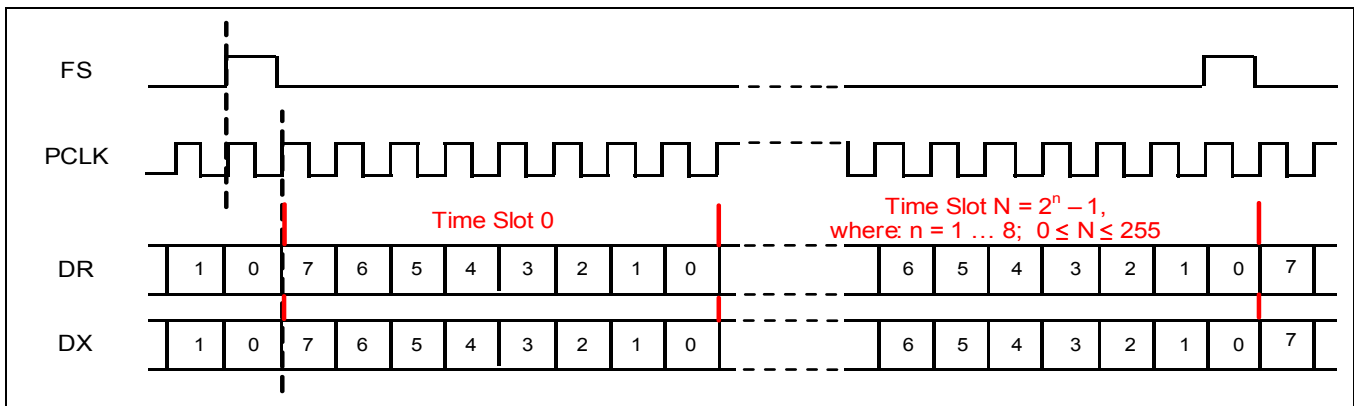 FS
PCLK
Time Slot 0
Time Slot N = 2ⁿ – 1,
where: n = 1 … 8; 0 ≤ N ≤ 255
DR 1 0 7 6 5 4 3 2 1 0 6 5 4 3 2 1 0 7
DX 1 0 7 6 5 4 3 2 1 0 6 5 4 3 2 1 0 7